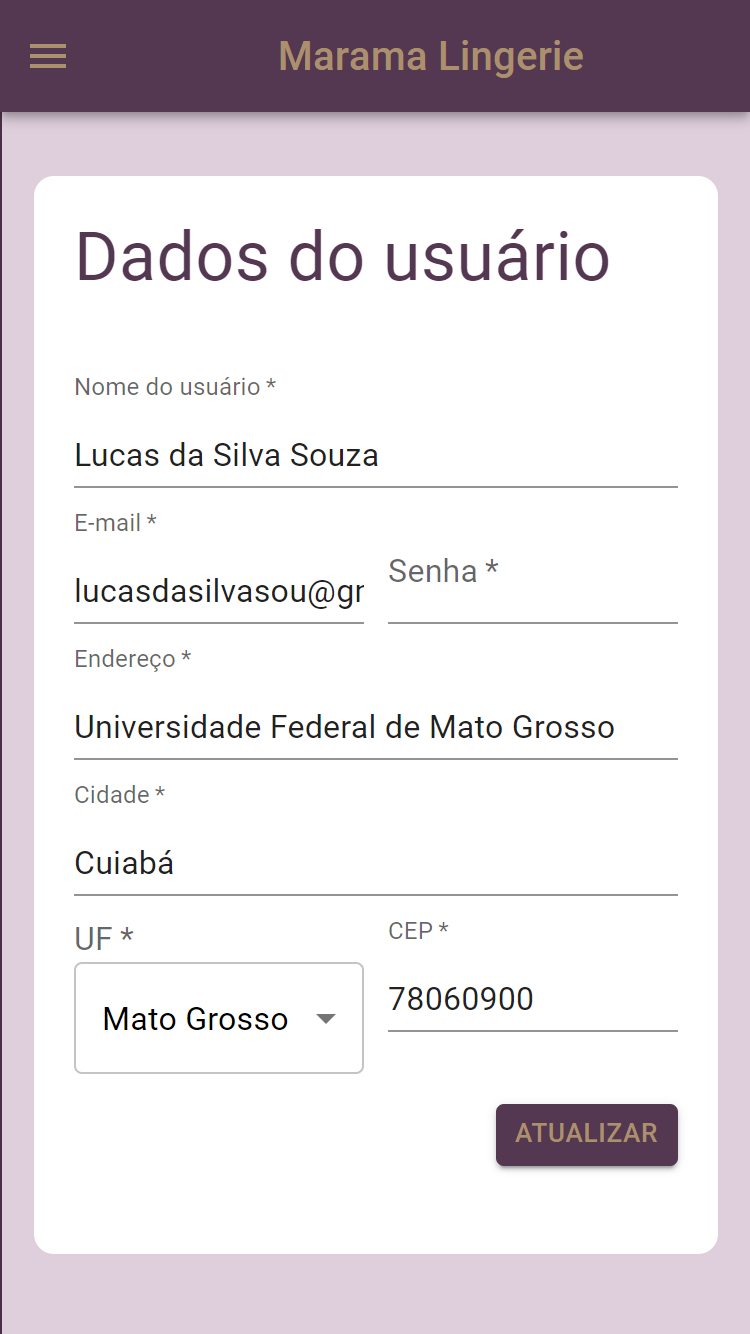 Marama Lingerie
Dados do usuário
Nome do usuário *
Lucas da Silva Souza
E-mail *
lucasdasilvasou@gr
Senha *
Endereço *
Universidade Federal de Mato Grosso
Cidade *
Cuiabá
UF *
Mato Grosso
CEP *
78060900
ATUALIZAR